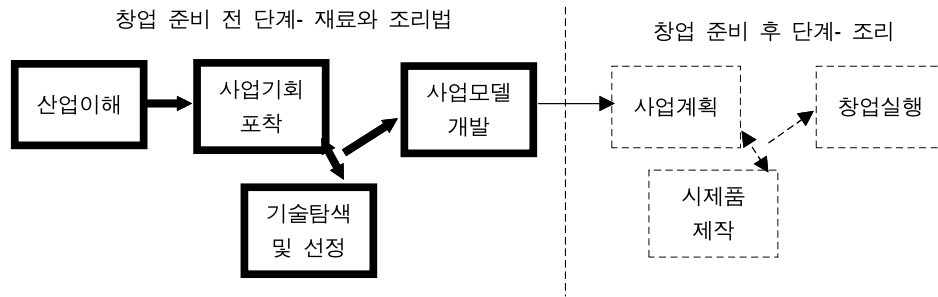 창업 준비 전 단계- 재료와 조리법
창업 준비 후 단계- 조리
산업이해
사업기회
포착
사업모델
개발
사업계획
창업실행
기술탐색
및 선정
시제품
제작